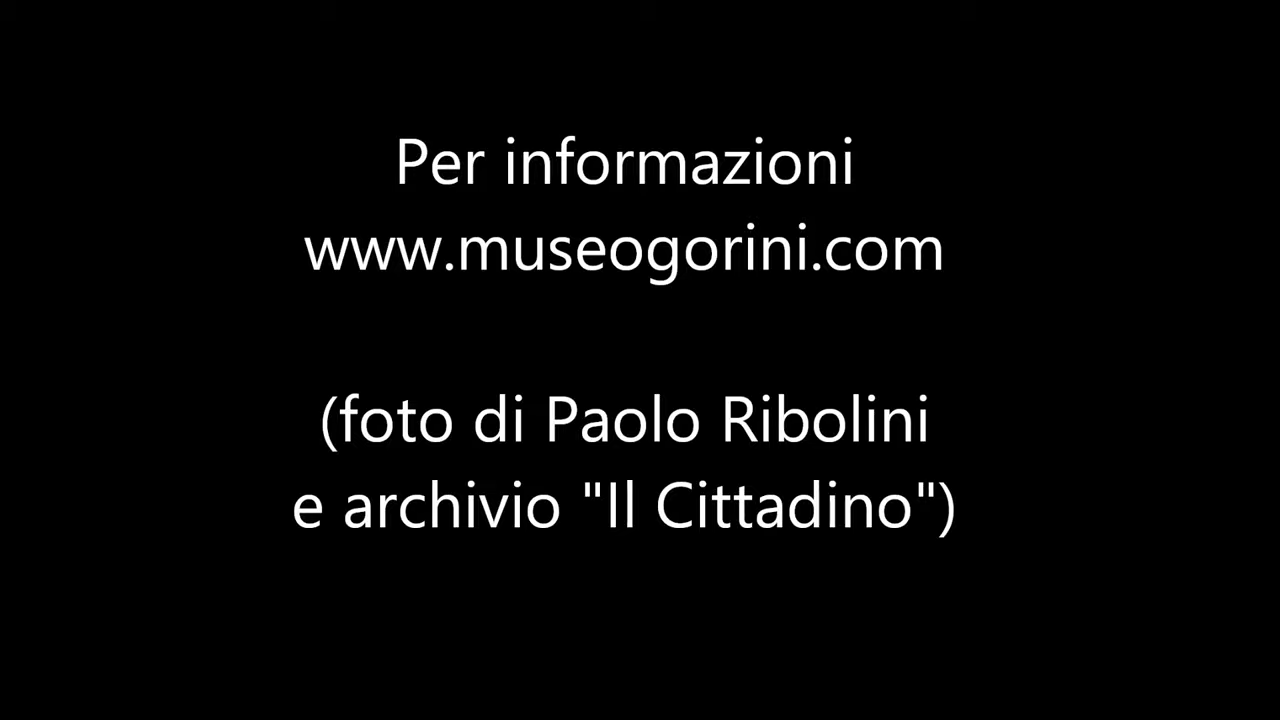 Per informazioni
www.museogorini.com
(foto di Paolo Ribolini
e archivio "Il Cittadino")